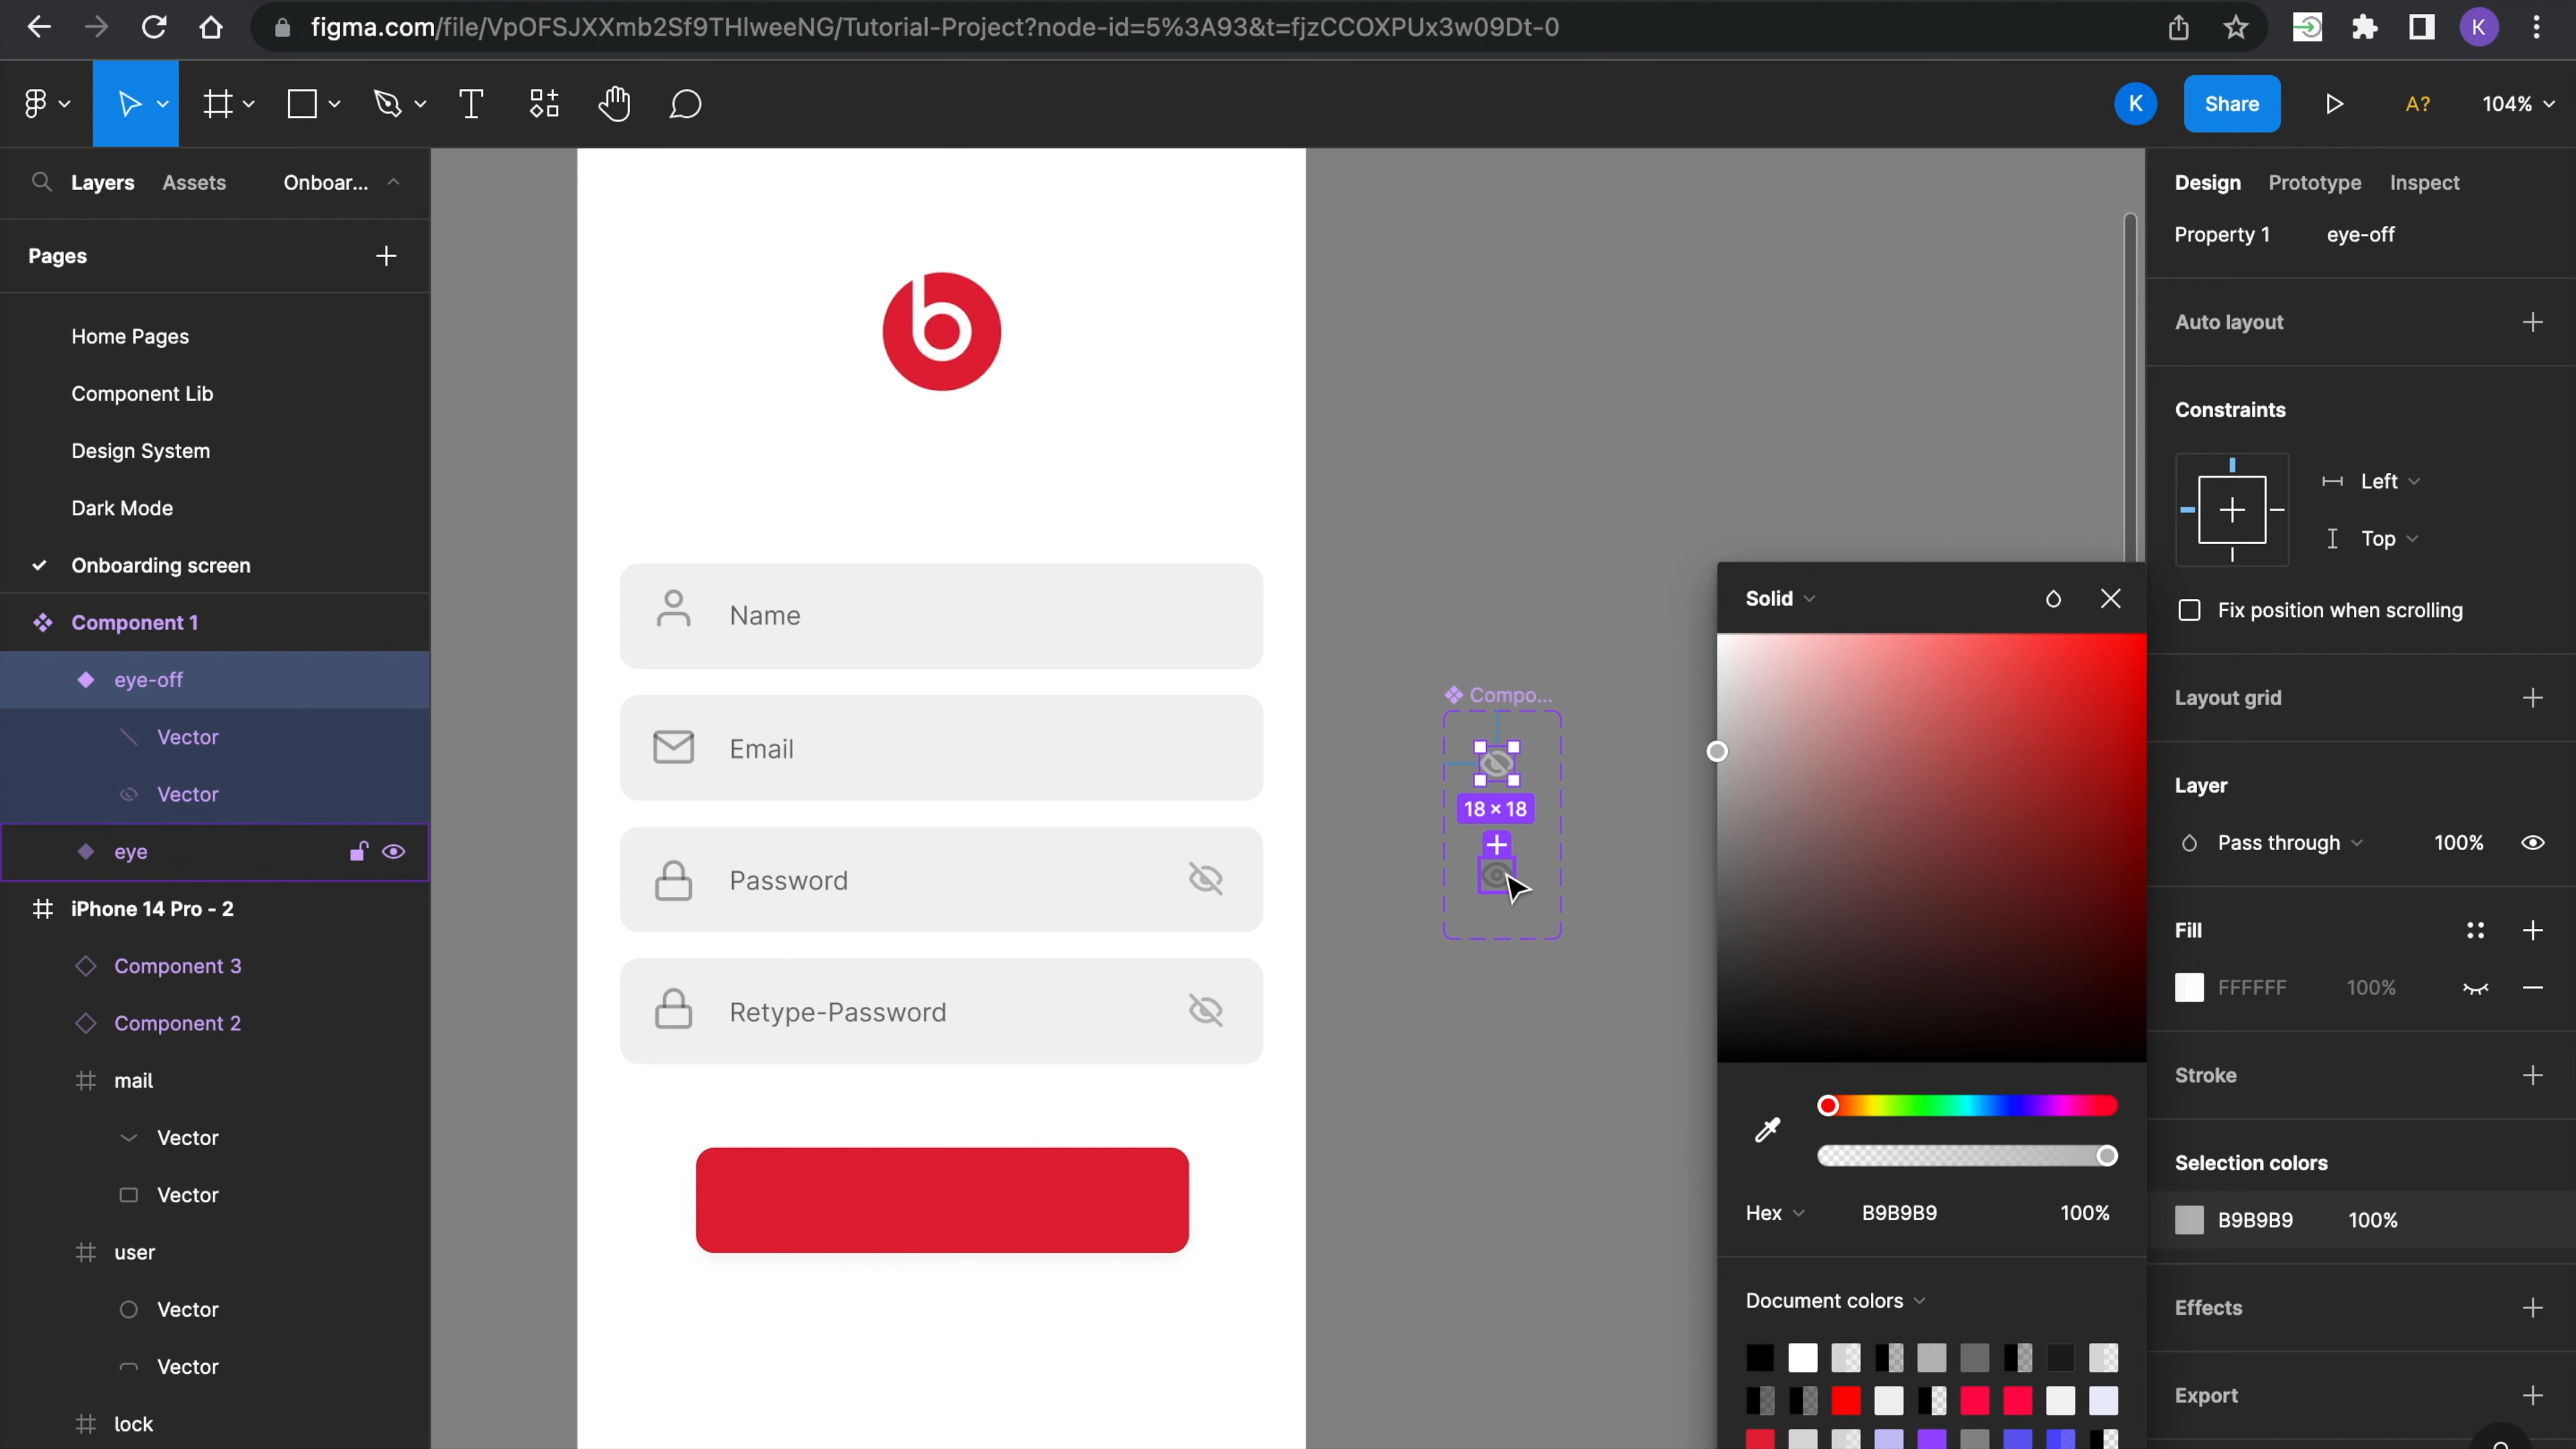 figma.com/file/VpOFSJXXmb2Sf9THlweeNG/Tutorial-Project?node-id=5%3A93&t=fjzCCOXPUx3w09Dt-0
K
K
Share
A?
104%
Layers
Assets
Onboar...
Pages
Home Pages
Component Lib
Design System
Dark Mode
Onboarding screen
Component 1
eye-off
Vector
Vector
eye
iPhone 14 Pro - 2
Component 3
Component 2
mail
Vector
Vector
user
Vector
Vector
lock
Name
Email
Password
Retype-Password
Compo...
18 × 18
Solid
Hex
B9B9B9
100%
Document colors
Design
Prototype
Inspect
Property 1
eye-off
Auto layout
Constraints
Left
Top
Fix position when scrolling
Layout grid
Layer
Pass through
100%
Fill
FFFFFF
100%
Stroke
Selection colors
B9B9B9
100%
Effects
Export